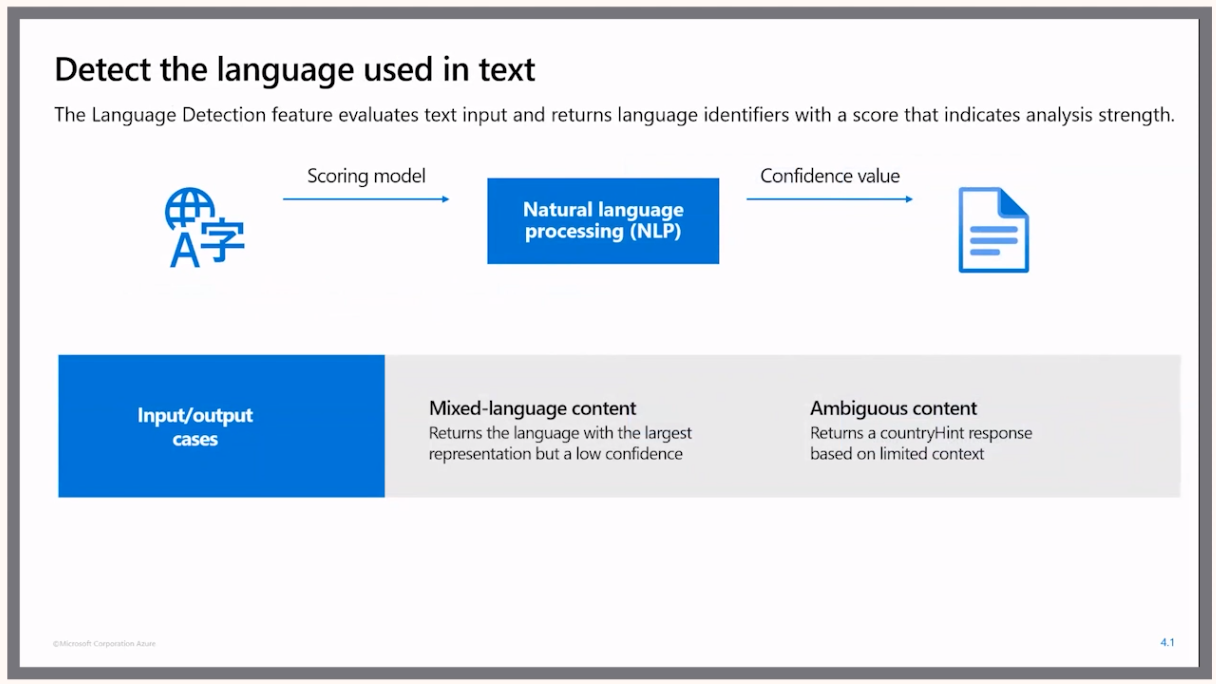 Detect the language used in text
The Language Detection feature evaluates text input and returns language identifiers with a score that indicates analysis strength.
Scoring model
Confidence value
A字
Natural language
processing (NLP)
Input/output
cases
Mixed-language content
Returns the language with the largest
representation but a low confidence
Ambiguous content
Returns a countryHint response
based on limited context
©Microsoft Corporation Azure
4.1